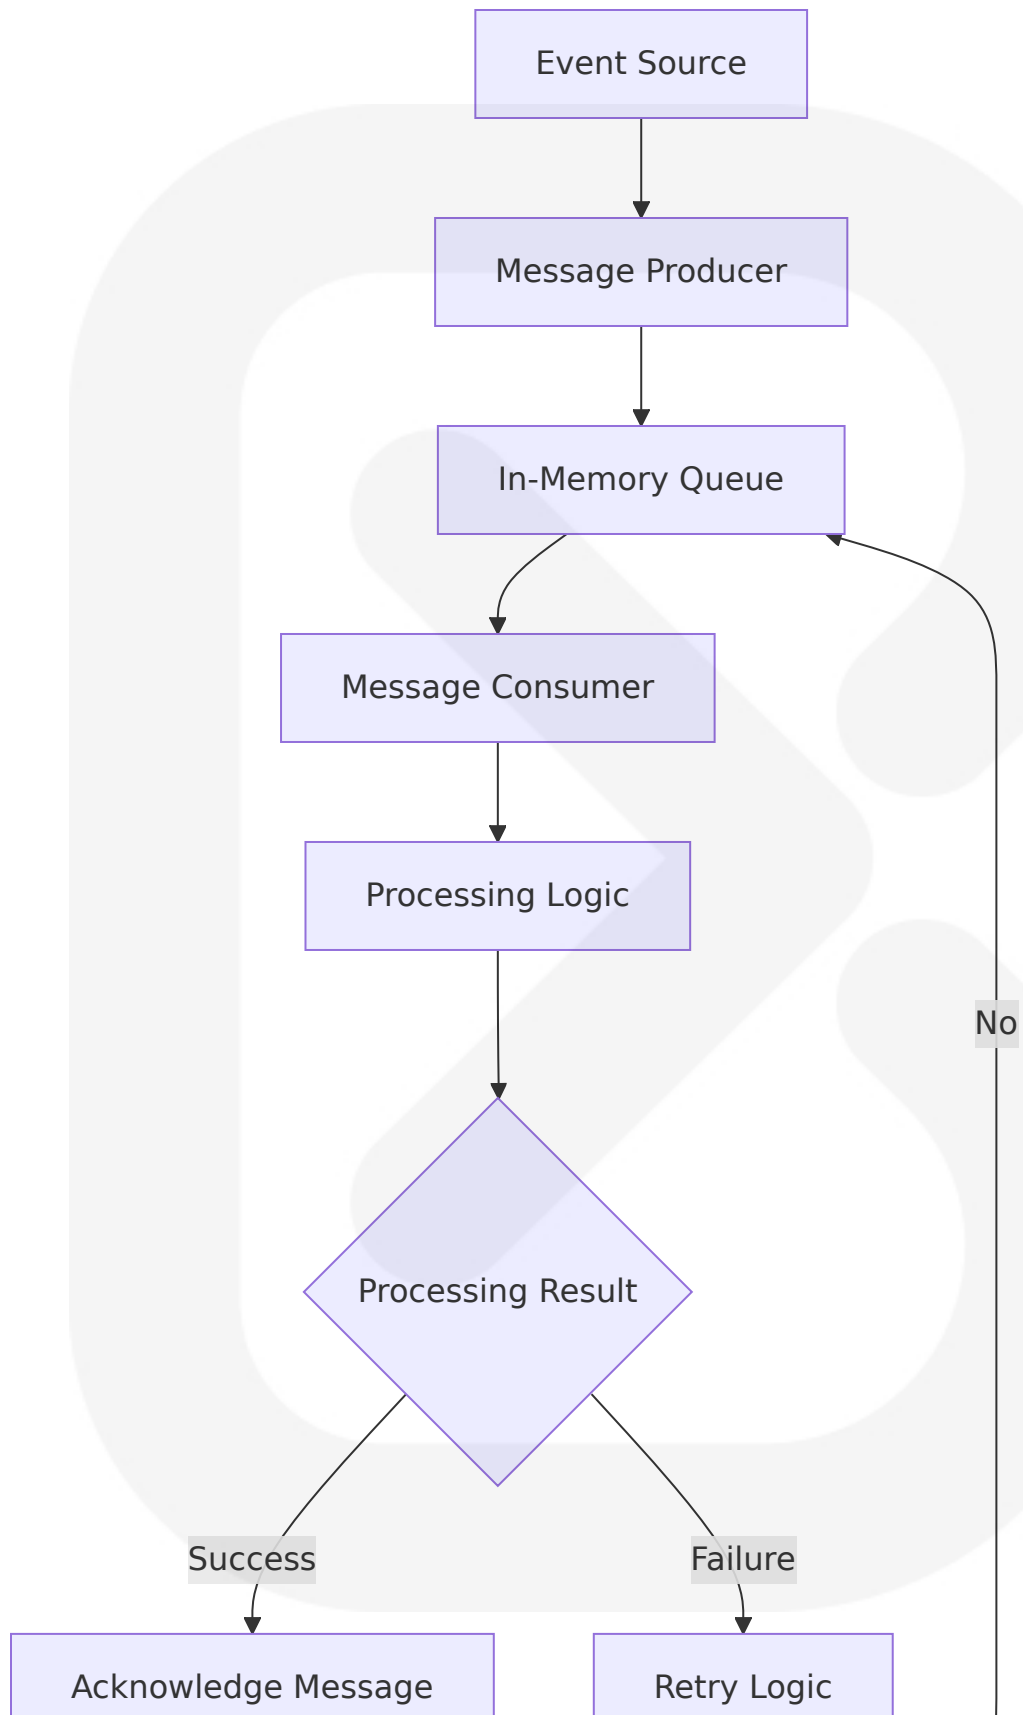 Event Source
Message Producer
In-Memory Queue
Message Consumer
Processing Logic
No
Processing Result
Success
Failure
Acknowledge Message
Retry Logic